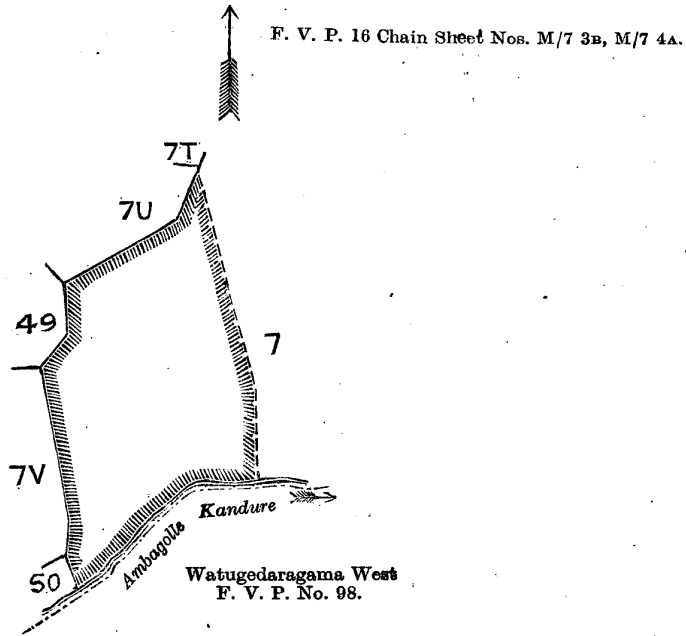 F. V. P. 16 Chain Sheet Nos. M/7 3B, M/7 4A.
7T
7U
49
7
7V
Ambagolle Kandure
50
Watugedaragama West
F. V. P. No. 98.